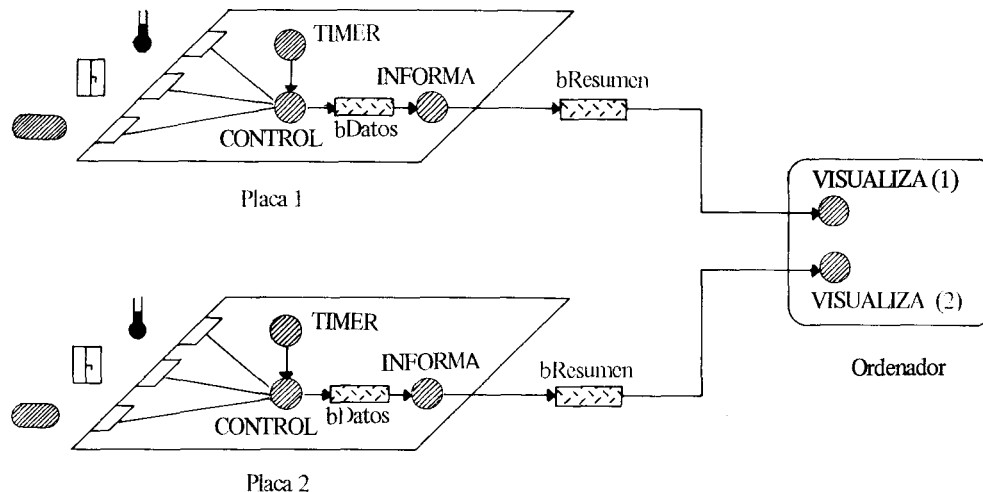 TIMER
INFORMA
bResumen
CONTROL
bDatos
Placa 1
VISUALIZA (1)
VISUALIZA (2)
Ordenador
TIMER
INFORMA
bResumen
CONTROL
bDatos
Placa 2